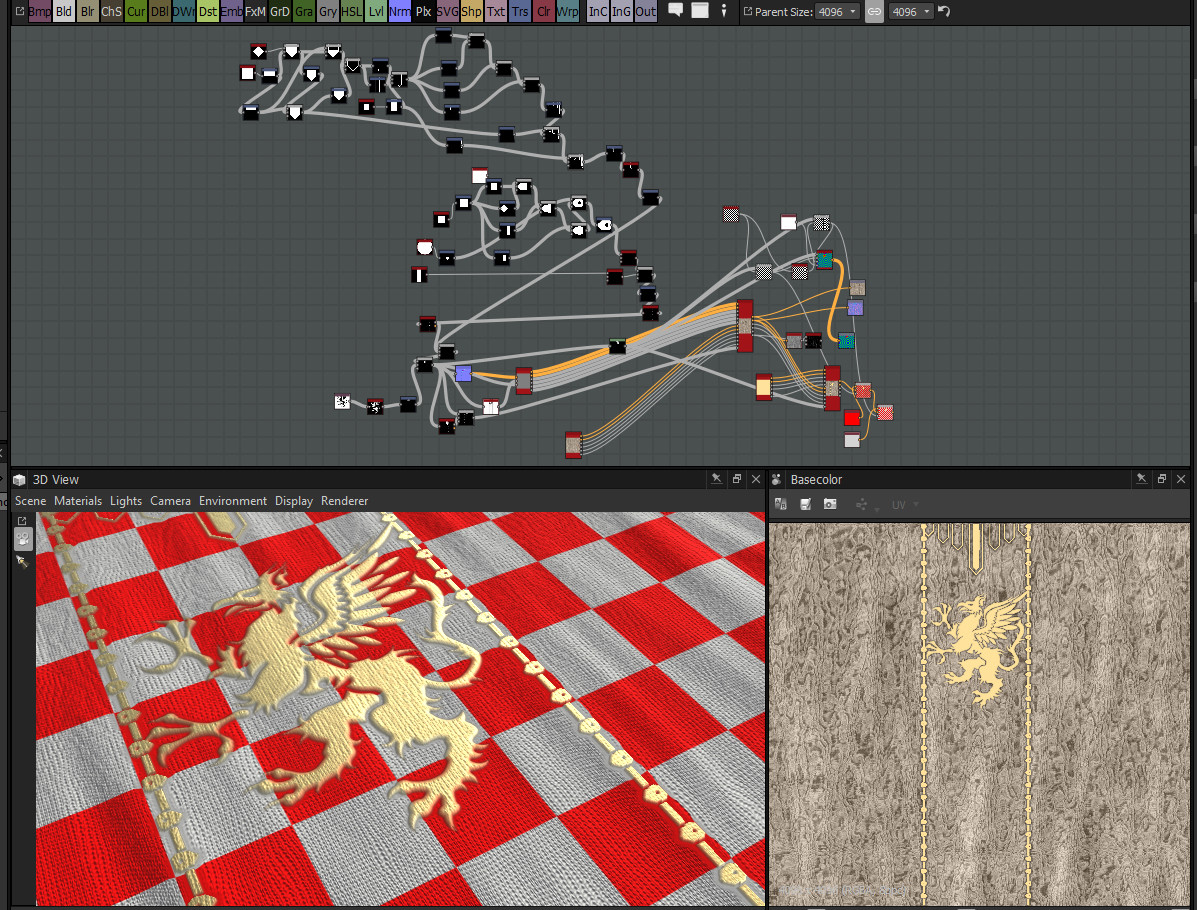 Bmp Bld Blr ChS Cur DBl DWr Dst Emb FxM GrD Gra Gry HSL Lvl Nrm Plx SVG Shp Txt Trs Clr Wrp InC InG Out Parent Size: 4096 4096
3D View
Scene Materials Lights Camera Environment Display Renderer
Basecolor
UV